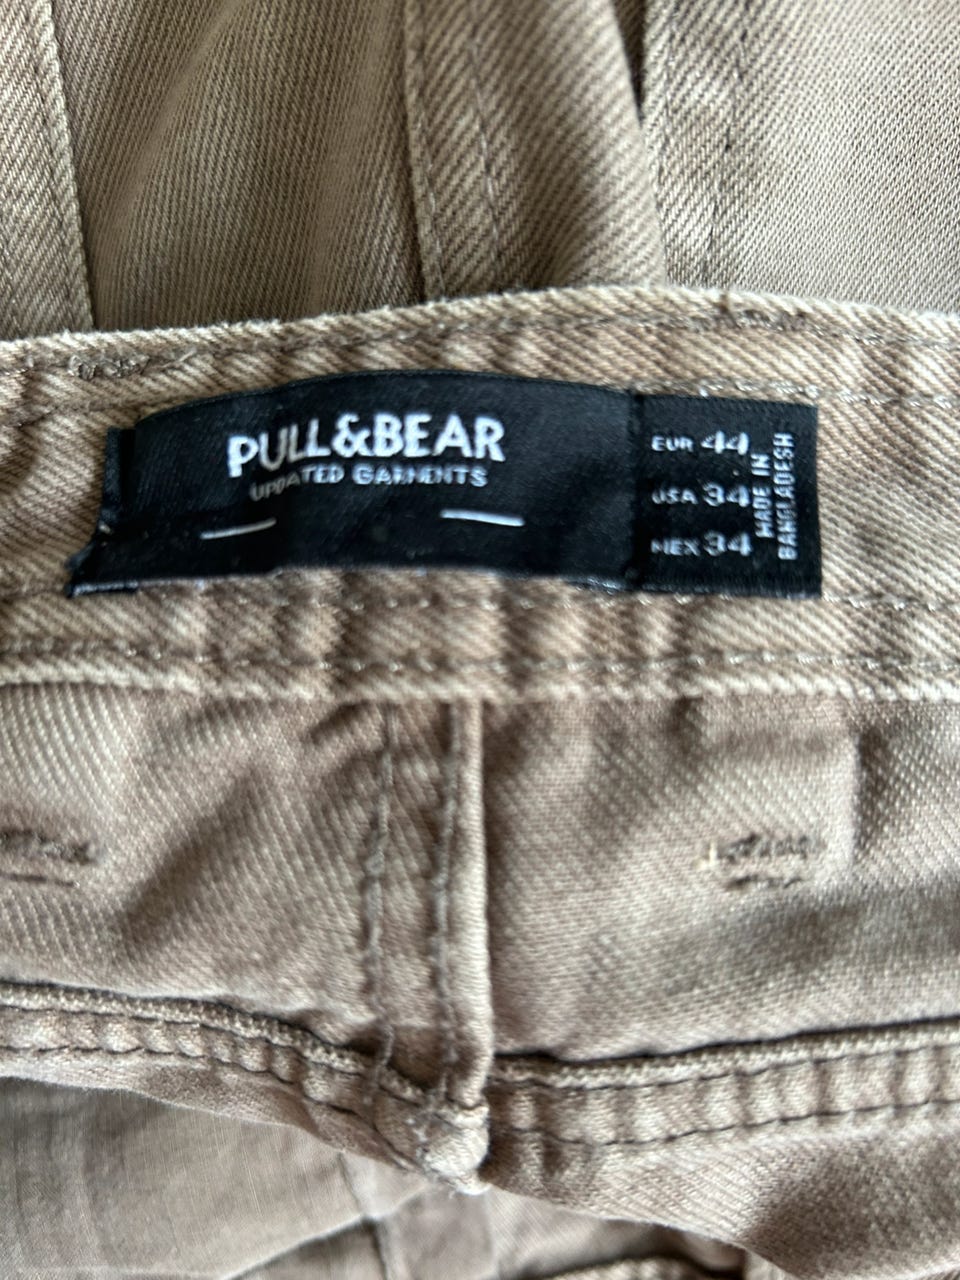 PULL&BEAR
UPDATED GARMENTS
EUR 44
USA 34
MEX 34
MADE IN
BANGLADESH